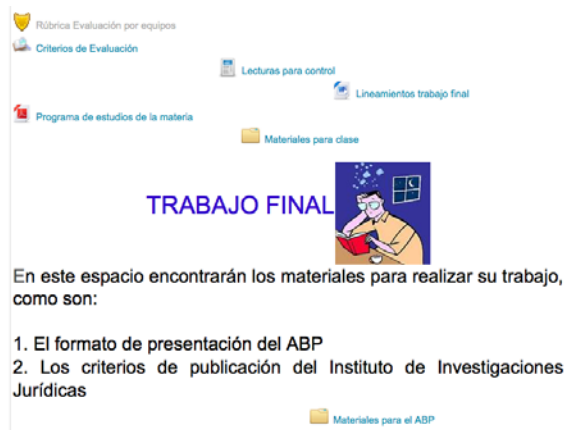 Rúbrica Evaluación por equipos
Criterios de Evaluación
Lecturas para control
Lineamientos trabajo final
Programa de estudios de la materia
Materiales para clase
TRABAJO FINAL
En este espacio encontrarán los materiales para realizar su trabajo,
como son:
1. El formato de presentación del ABP
2. Los criterios de publicación del Instituto de Investigaciones
Jurídicas
Materiales para el ABP